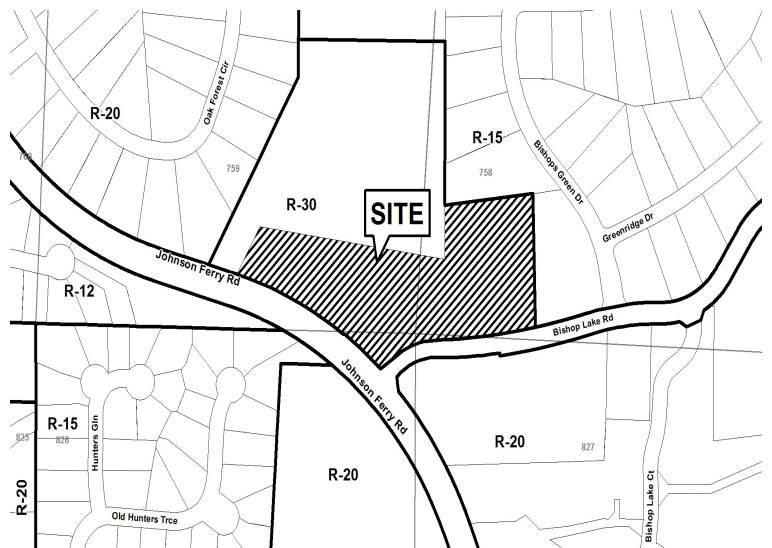 Oak Forest Cir
R-20
R-15
Bishops Green Dr
759
758
R-30
SITE
Greenridge Dr
Johnson Ferry Rd
R-12
Bishop Lake Rd
Johnson Ferry Rd
R-15
825
826
Hunters Gln
R-20
827
R-20
R-20
Old Hunters Trce
Bishop Lake Ct